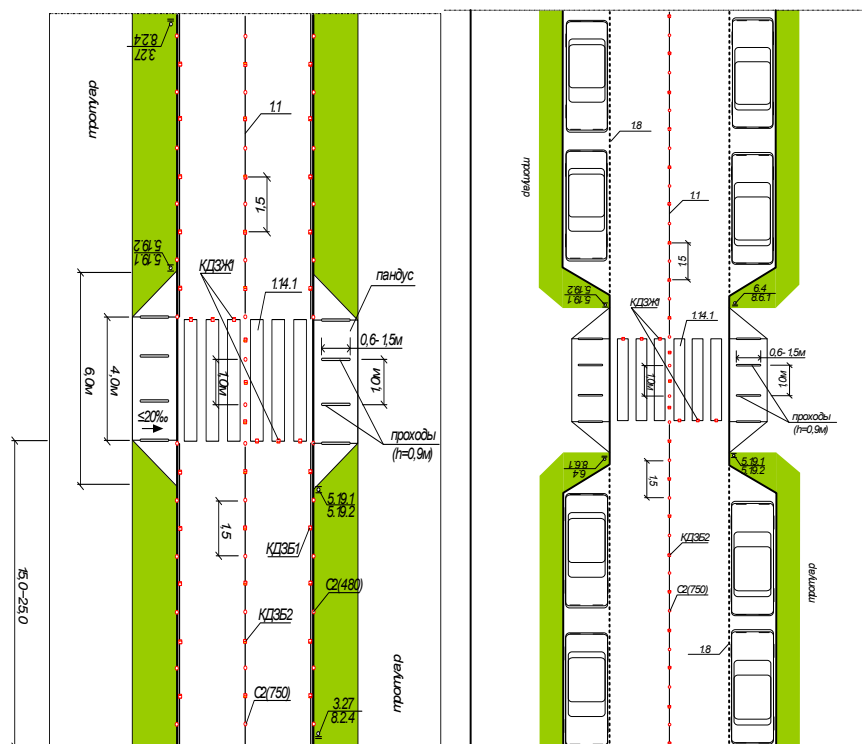 8.2.4
3.27
тротуар
1.1
1,5
5.19.2
5.19.1
КДЗЖ1
1.14.1
пандус
0,6-1,5м
6,0м
4,0м
1,0м
1,0м
≤20‰
проходы
(h=0,9м)
5.19.1
5.19.2
1,5
КДЗБ1
15,0-25,0
С2(480)
КДЗБ2
тротуар
С2(750)
3.27
8.2.4
1.8
тротуар
1.1
1,5
5.19.2
5.19.1
6.4
8.6.1
КДЗЖ1
1.14.1
0,6-1,5м
1,0м
1,0м
проходы
(h=0,9м)
8.6.1
6.4
5.19.1
5.19.2
1,5
КДЗБ2
тротуар
С2(750)
1.8